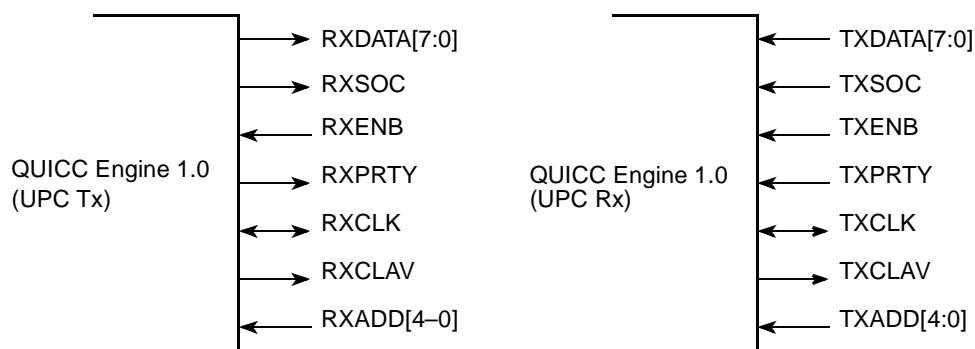 RXDATA[7:0]
RXSOC
RXENB
QUICC Engine 1.0
(UPC Tx)
RXPRTY
RXCLK
RXCLAV
RXADD[4–0]
TXDATA[7:0]
TXSOC
TXENB
QUICC Engine 1.0
(UPC Rx)
TXPRTY
TXCLK
TXCLAV
TXADD[4:0]